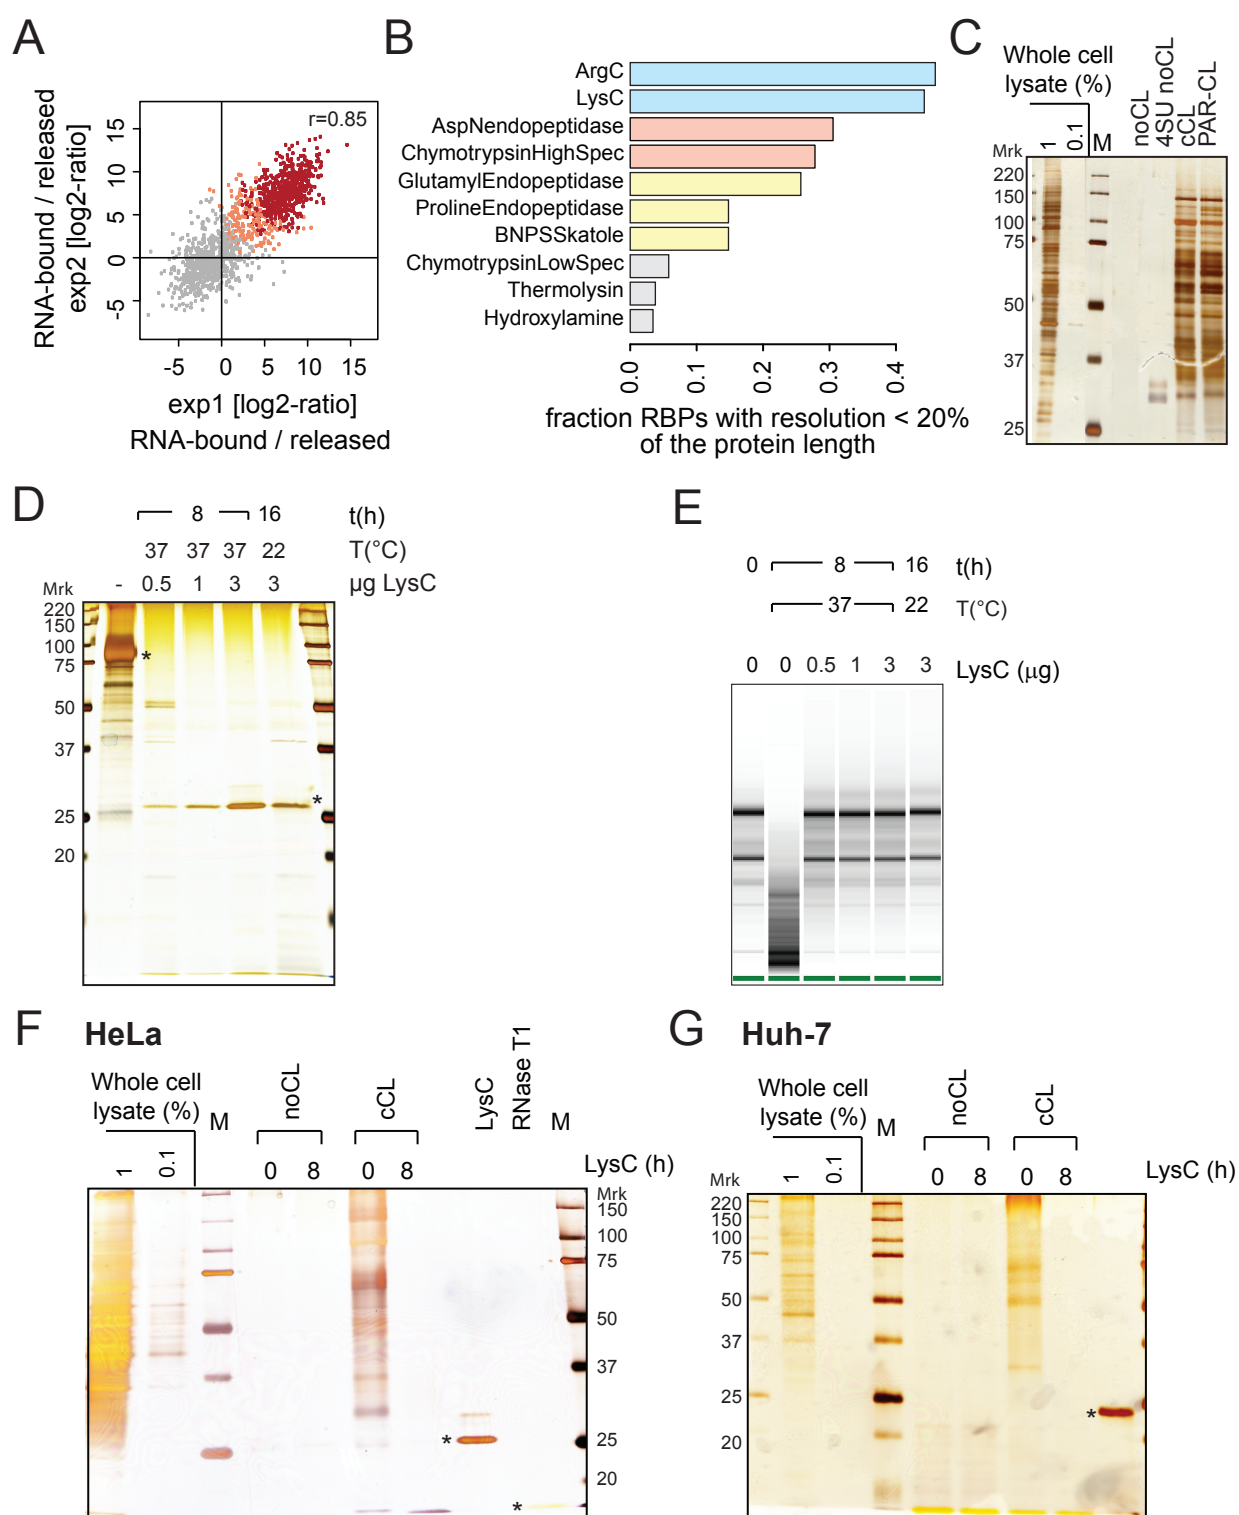 A
r=0.85
15
10
5
0
-5
RNA-bound / released
exp2 [log2-ratio]
-5 0 5 10 15
exp1 [log2-ratio]
RNA-bound / released
B
ArgC
LysC
AspNendopeptidase
ChymotrypsinHighSpec
GlutamylEndopeptidase
ProlineEndopeptidase
BNPSSkatole
ChymotrypsinLowSpec
Thermolysin
Hydroxylamine
0.0 0.1 0.2 0.3 0.4
fraction RBPs with resolution < 20%
of the protein length
C
Whole cell
lysate (%)
1 0.1 M noCL 4SU noCL cCL PAR-CL
Mrk
220
150
100
75
50
37
25
D
8 16 t(h)
37 37 37 22 T(°C)
- 0.5 1 3 3 µg LysC
Mrk
220
150
100
75
*
50
37
*
25
20
E
0 8 16 t(h)
37 22 T(°C)
0 0 0.5 1 3 3 LysC (µg)
F HeLa
Whole cell
lysate (%)
M noCL cCL LysC RNase T1 M
1 0.1 0 8 0 8 LysC (h)
Mrk
150
100
75
50
37
* 25
20
*
G Huh-7
Whole cell
lysate (%)
M noCL cCL
1 0.1 0 8 0 8 LysC (h)
Mrk
220
150
100
75
50
37
25
*
20